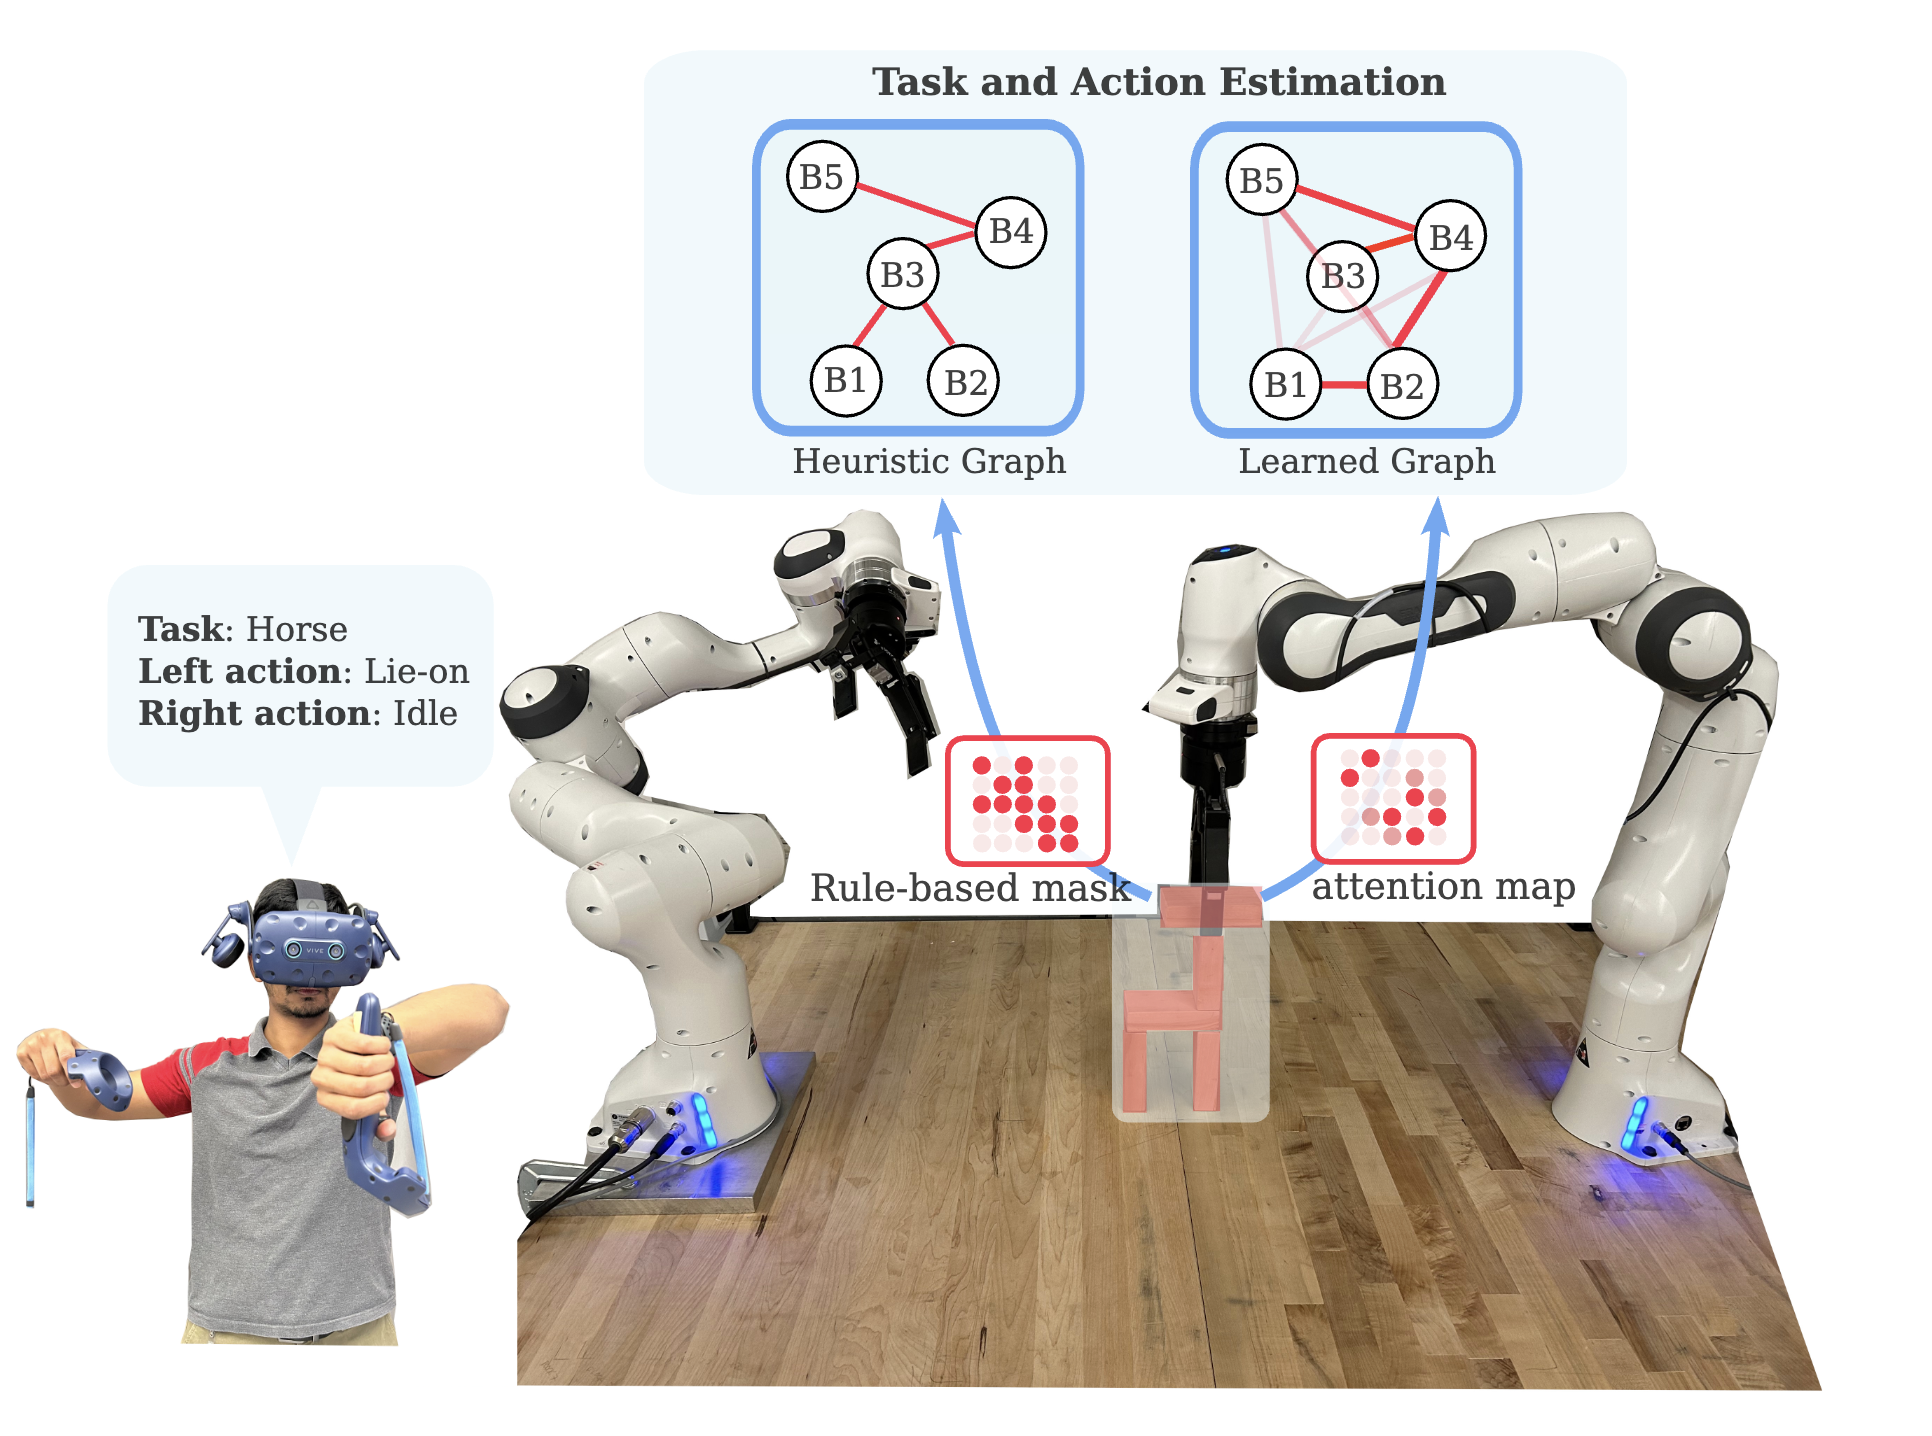 Task and Action Estimation
B5
B4
B3
B1
B2
Heuristic Graph
B5
B4
B3
B1
B2
Learned Graph
Task: Horse
Left action: Lie-on
Right action: Idle
Rule-based mask
attention map
VIVE